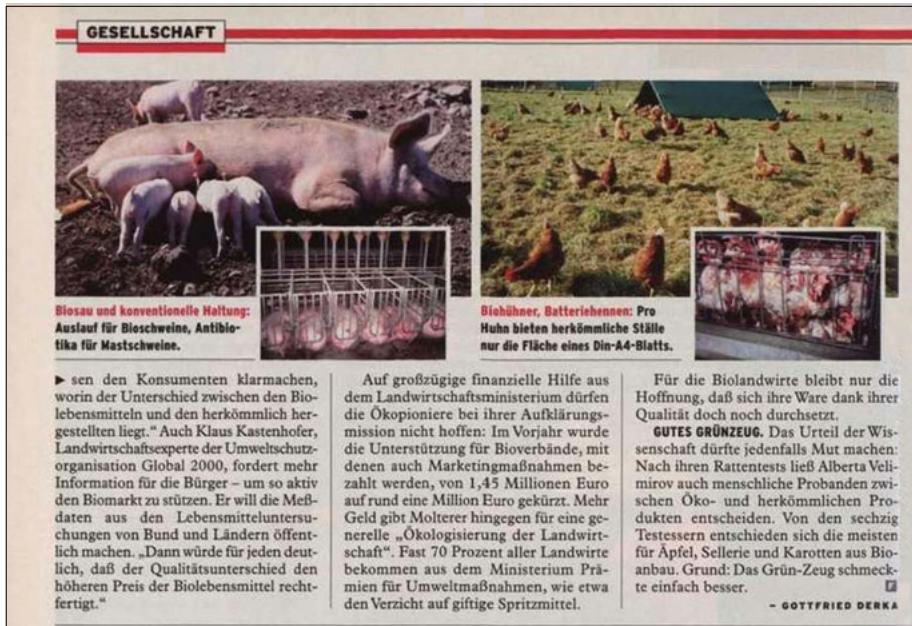 GESELLSCHAFT
Biosau und konventionelle Haltung:
Auslauf für Bioschweine, Antibio-
tika für Mastschweine.
Biohühner, Batteriehennen: Pro
Huhn bieten herkömmliche Ställe
nur die Fläche eines Din-A4-Blatts.
▶ sen den Konsumenten klarmachen,
worin der Unterschied zwischen den Bio-
lebensmitteln und den herkömmlich her-
gestellten liegt.“ Auch Klaus Kastenhofer,
Landwirtschaftsexperte der Umweltschutz-
organisation Global 2000, fordert mehr
Information für die Bürger – um so aktiv
den Biomarkt zu stützen. Er will die Meß-
daten aus den Lebensmitteluntersu-
chungen von Bund und Ländern öffent-
lich machen. „Dann würde für jeden deut-
lich, daß der Qualitätsunterschied den
höheren Preis der Biolebensmittel recht-
fertigt.“
Auf großzügige finanzielle Hilfe aus
dem Landwirtschaftsministerium dürfen
die Ökopioniere bei ihrer Aufklärungs-
mission nicht hoffen: Im Vorjahr wurde
die Unterstützung für Bioverbände, mit
denen auch Marketingmaßnahmen be-
zahlt werden, von 1,45 Millionen Euro
auf rund eine Million Euro gekürzt. Mehr
Geld gibt Molterer hingegen für eine ge-
nerelle „Ökologisierung der Landwirt-
schaft“. Fast 70 Prozent aller Landwirte
bekommen aus dem Ministerium Prä-
mien für Umweltmaßnahmen, wie etwa
den Verzicht auf giftige Spritzmittel.
Für die Biolandwirte bleibt nur die
Hoffnung, daß sich ihre Ware dank ihrer
Qualität doch noch durchsetzt.
GUTES GRÜNZEUG. Das Urteil der Wis-
senschaft dürfte jedenfalls Mut machen:
Nach ihren Rattentests ließ Alberta Veli-
mirov auch menschliche Probanden zwi-
schen Öko- und herkömmlichen Pro-
dukten entscheiden. Von den sechzig
Testessern entschieden sich die meisten
für Äpfel, Sellerie und Karotten aus Bio-
anbau. Grund: Das Grün-Zeug schmeck-
te einfach besser.
– GOTTFRIED DERKA